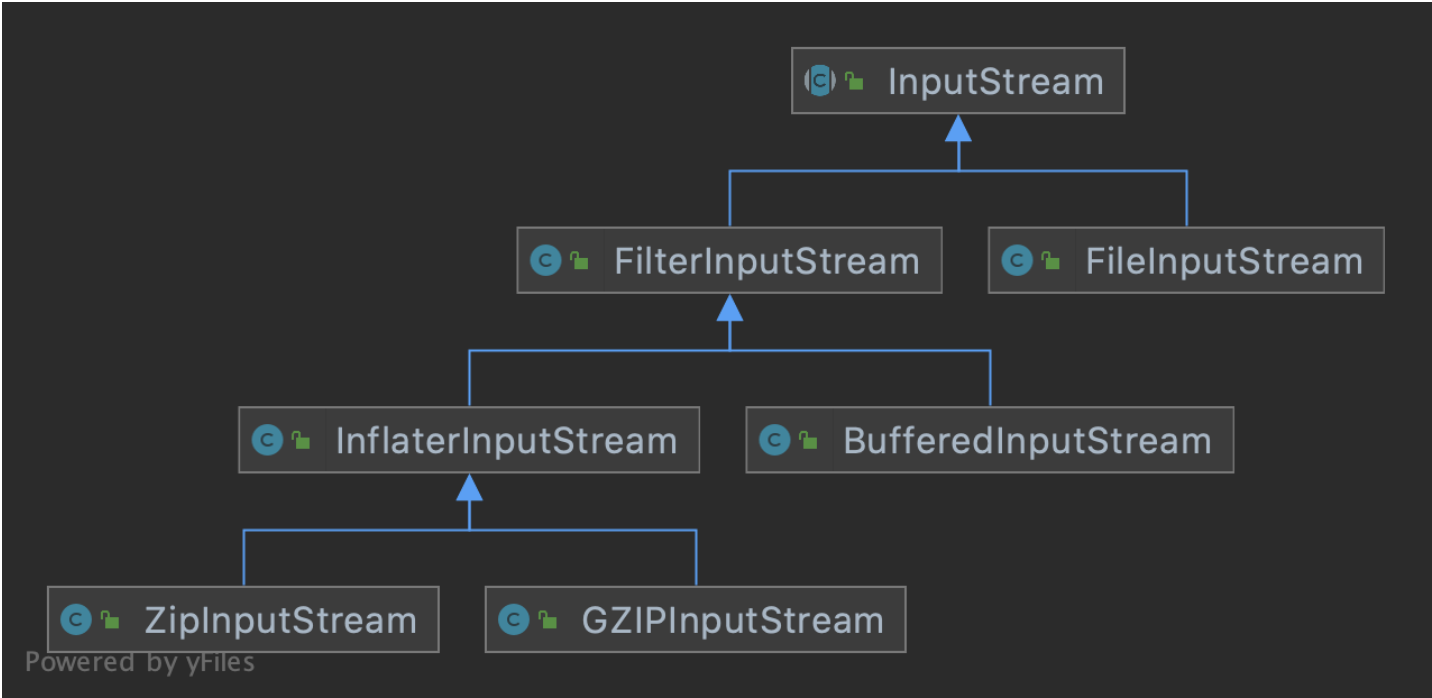 InputStream
FilterInputStream
FileInputStream
InflaterInputStream
BufferedInputStream
ZipInputStream
GZIPInputStream
Powered by yFiles